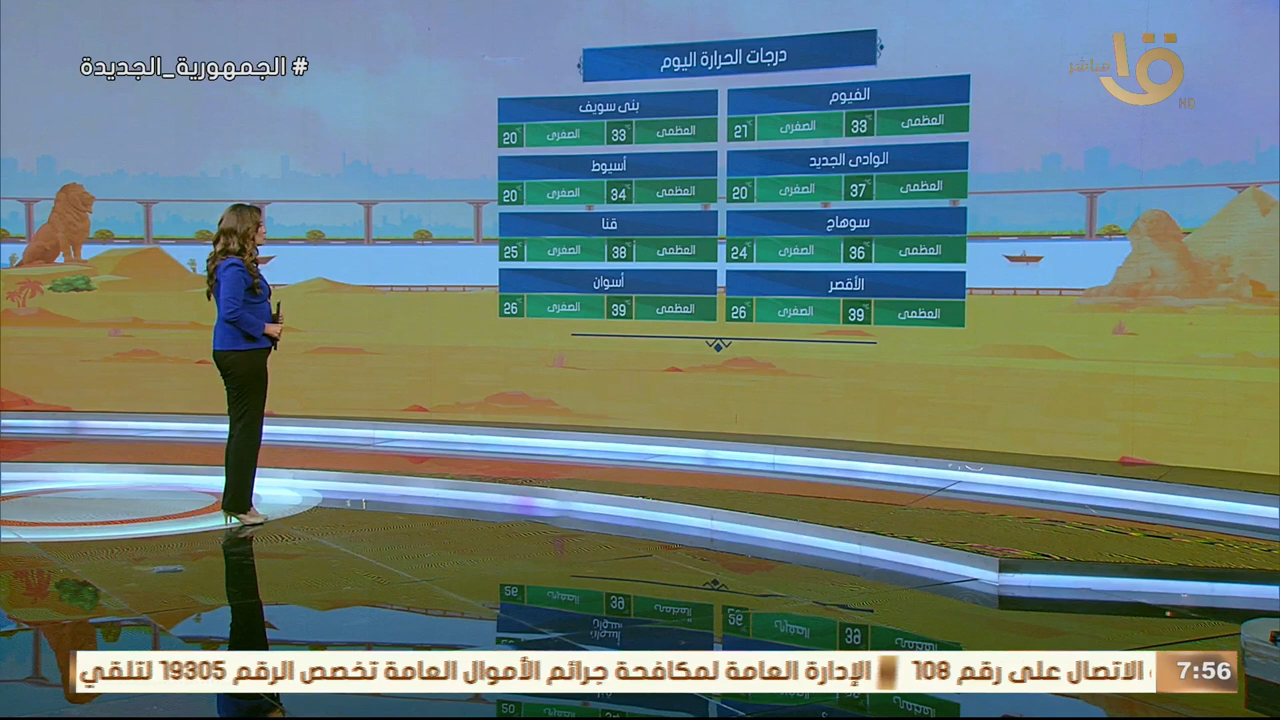 # الجمهورية_الجديدة
مباشر
HD
درجات الحرارة اليوم
الفيوم
العظمى 33 الصغرى 21
بنى سويف
العظمى 33 الصغرى 20
الوادى الجديد
العظمى 37 الصغرى 20
أسيوط
العظمى 34 الصغرى 20
سوهاج
العظمى 36 الصغرى 24
قنا
العظمى 38 الصغرى 25
الأقصر
العظمى 39 الصغرى 26
أسوان
العظمى 39 الصغرى 26
7:56
الاتصال على رقم 108 الإدارة العامة لمكافحة جرائم الأموال العامة تخصص الرقم 19305 لتلقي